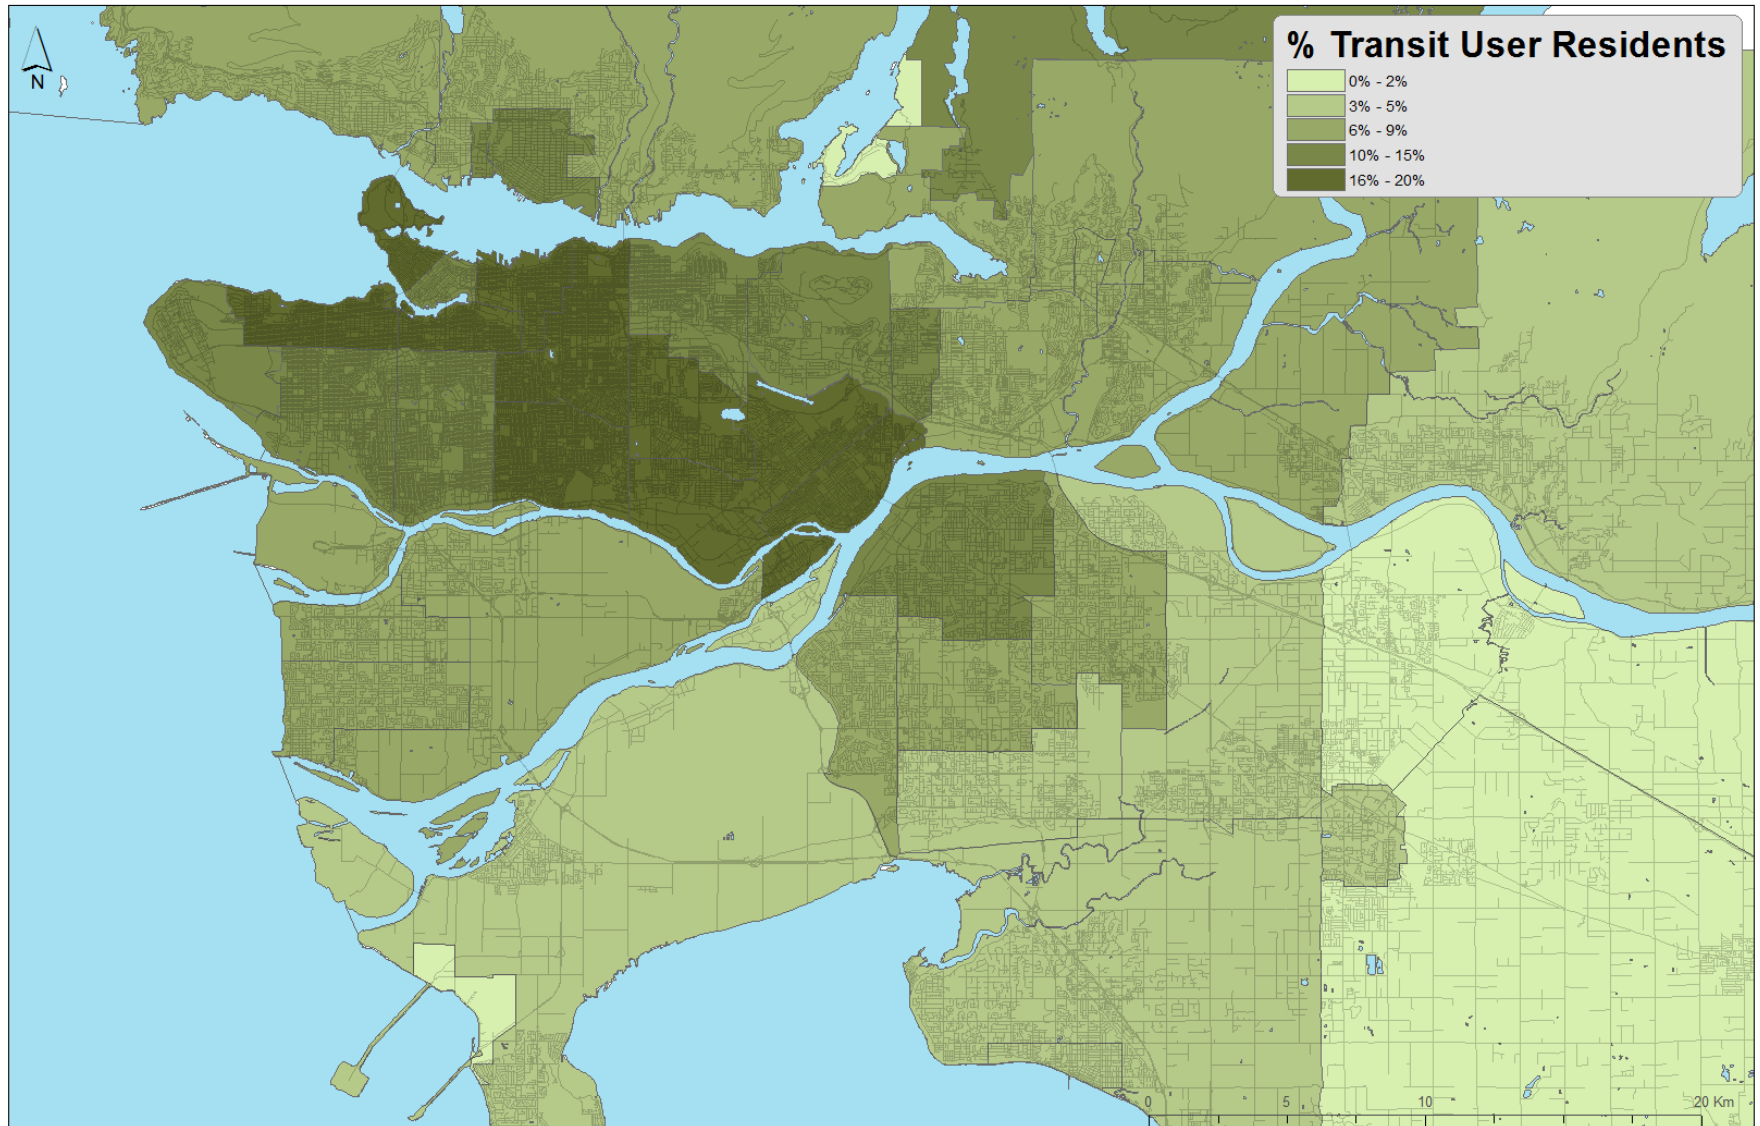 N
% Transit User Residents
0% - 2%
3% - 5%
6% - 9%
10% - 15%
16% - 20%
0 5 10 20 Km